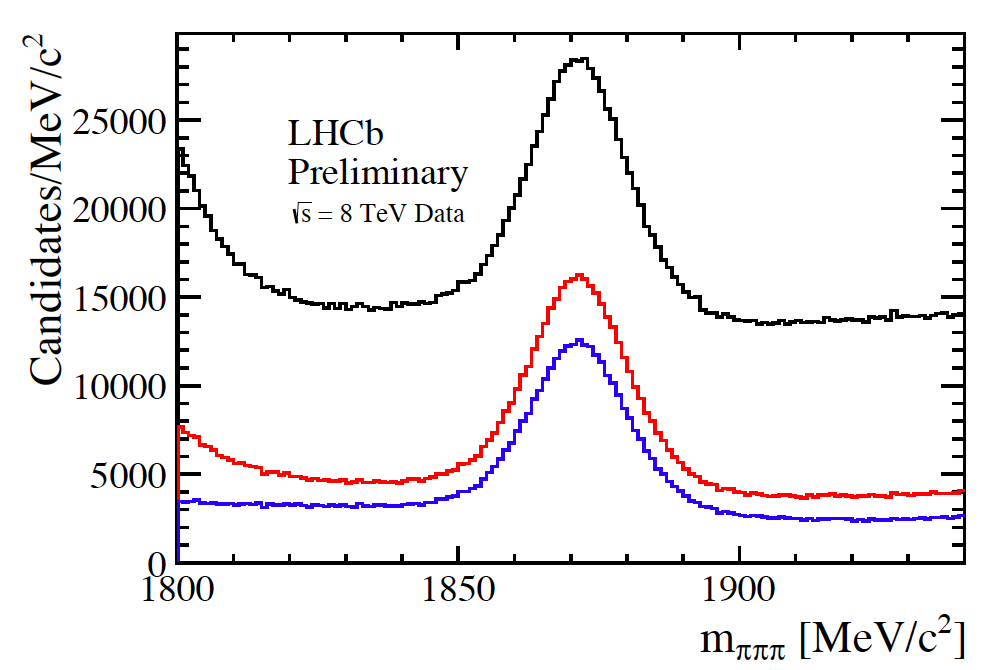 Candidates/MeV/c²
25000
20000
15000
10000
5000
0
LHCb
Preliminary
√s = 8 TeV Data
1800 1850 1900
m_πππ [MeV/c²]